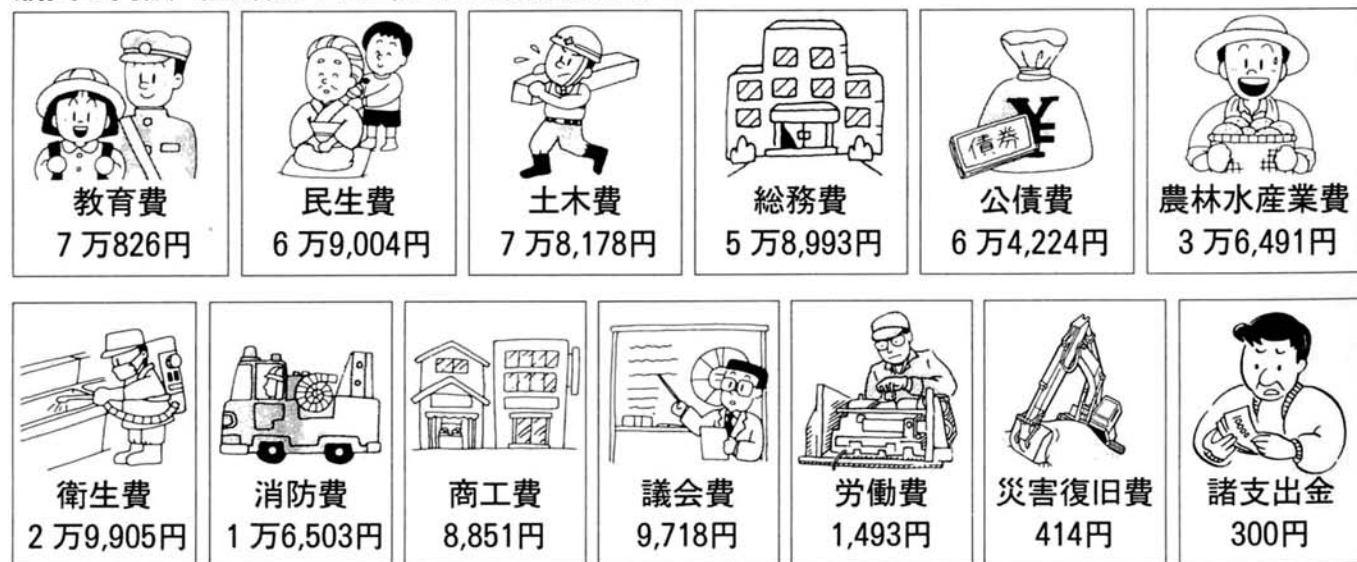 教育費
7万826円
民生費
6万9,004円
土木費
7万8,178円
総務費
5万8,993円
債券
¥
公債費
6万4,224円
農林水産業費
3万6,491円
衛生費
2万9,905円
消防費
1万6,503円
商工費
8,851円
議会費
9,718円
労働費
1,493円
災害復旧費
414円
諸支出金
300円